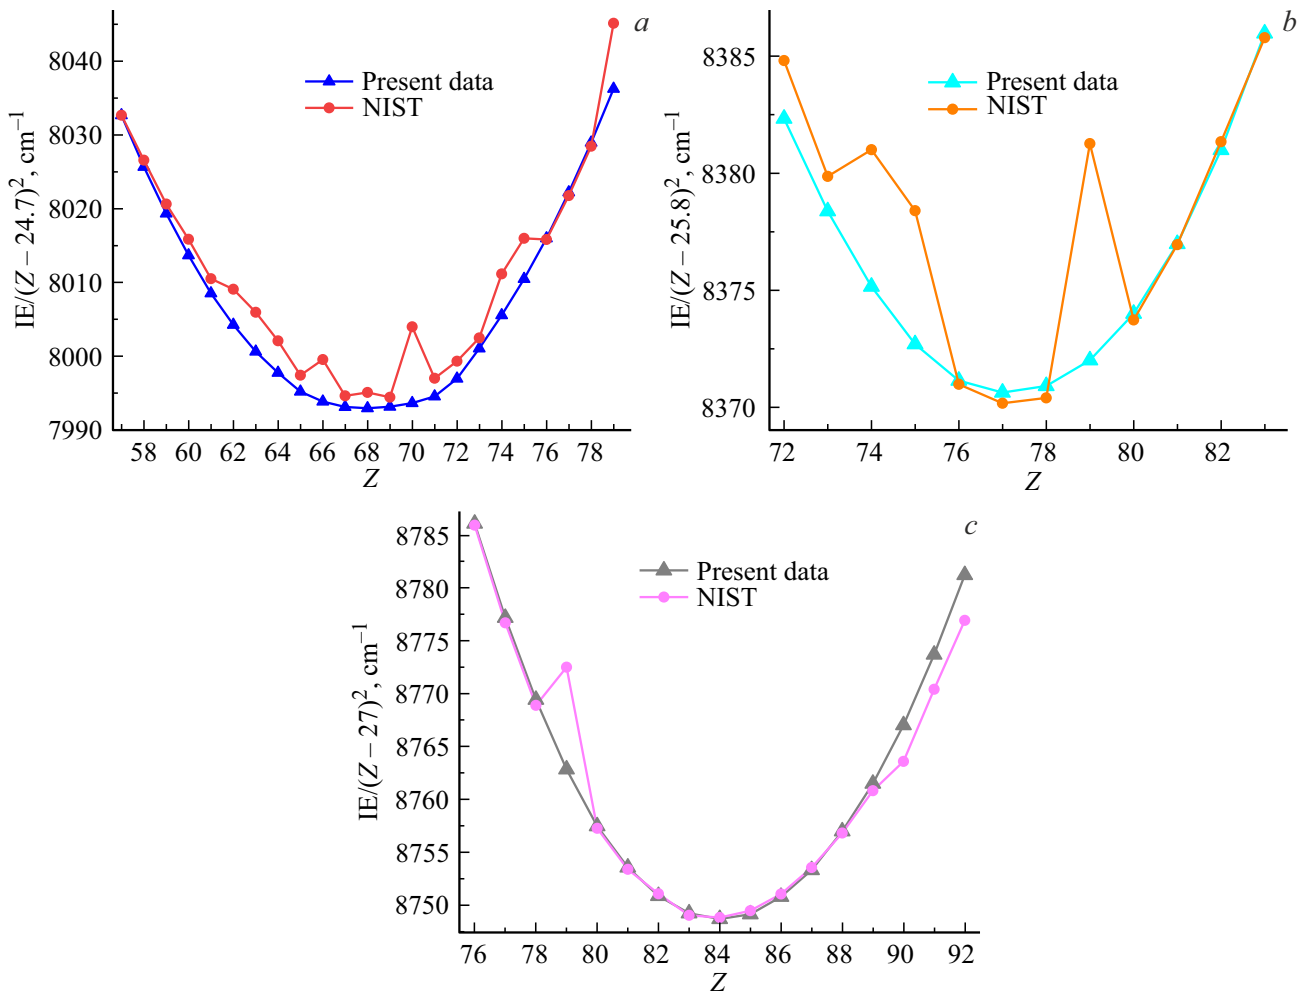 a
8040
8030
8020
8010
8000
7990
IE/(Z − 24.7)², cm⁻¹
Present data
NIST
58 60 62 64 66 68 70 72 74 76 78
Z
b
8385
8380
8375
8370
IE/(Z − 25.8)², cm⁻¹
Present data
NIST
72 74 76 78 80 82
Z
c
8785
8780
8775
8770
8765
8760
8755
8750
IE/(Z − 27)², cm⁻¹
Present data
NIST
76 78 80 82 84 86 88 90 92
Z